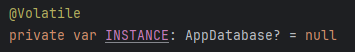 @Volatile
private var INSTANCE: AppDatabase? = null